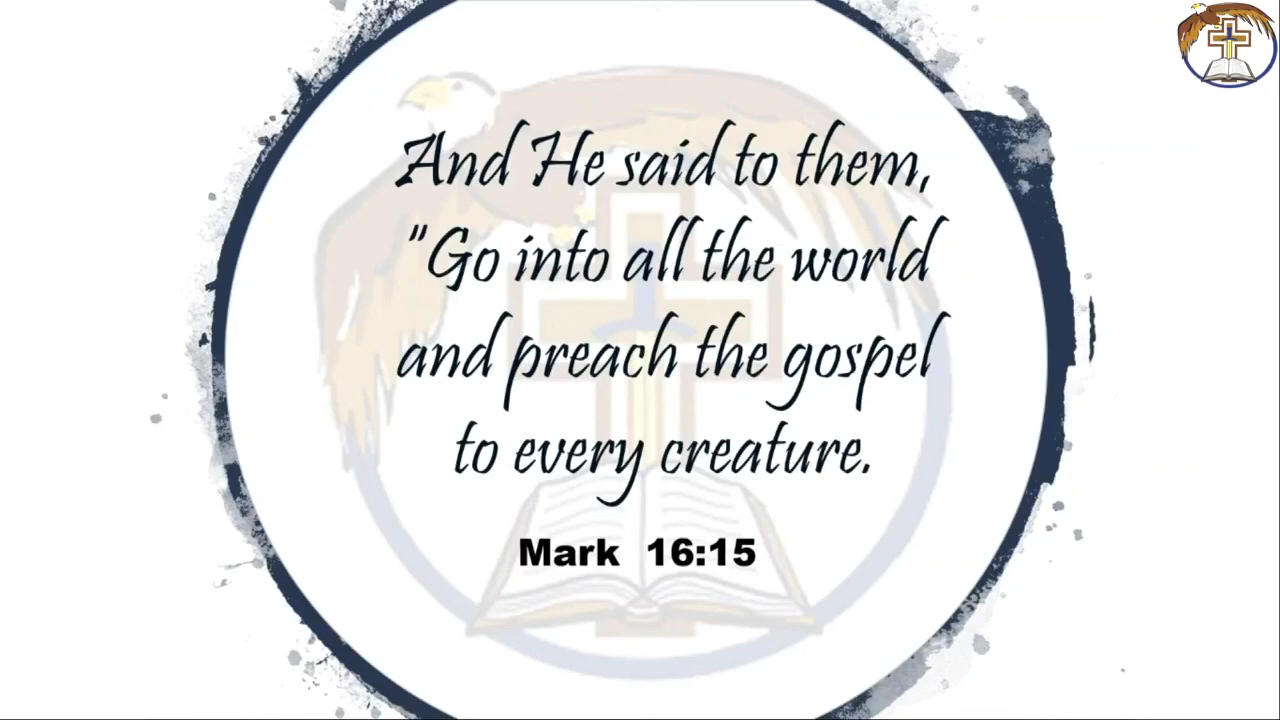 And He said to them,
"Go into all the world
and preach the gospel
to every creature.
Mark 16:15